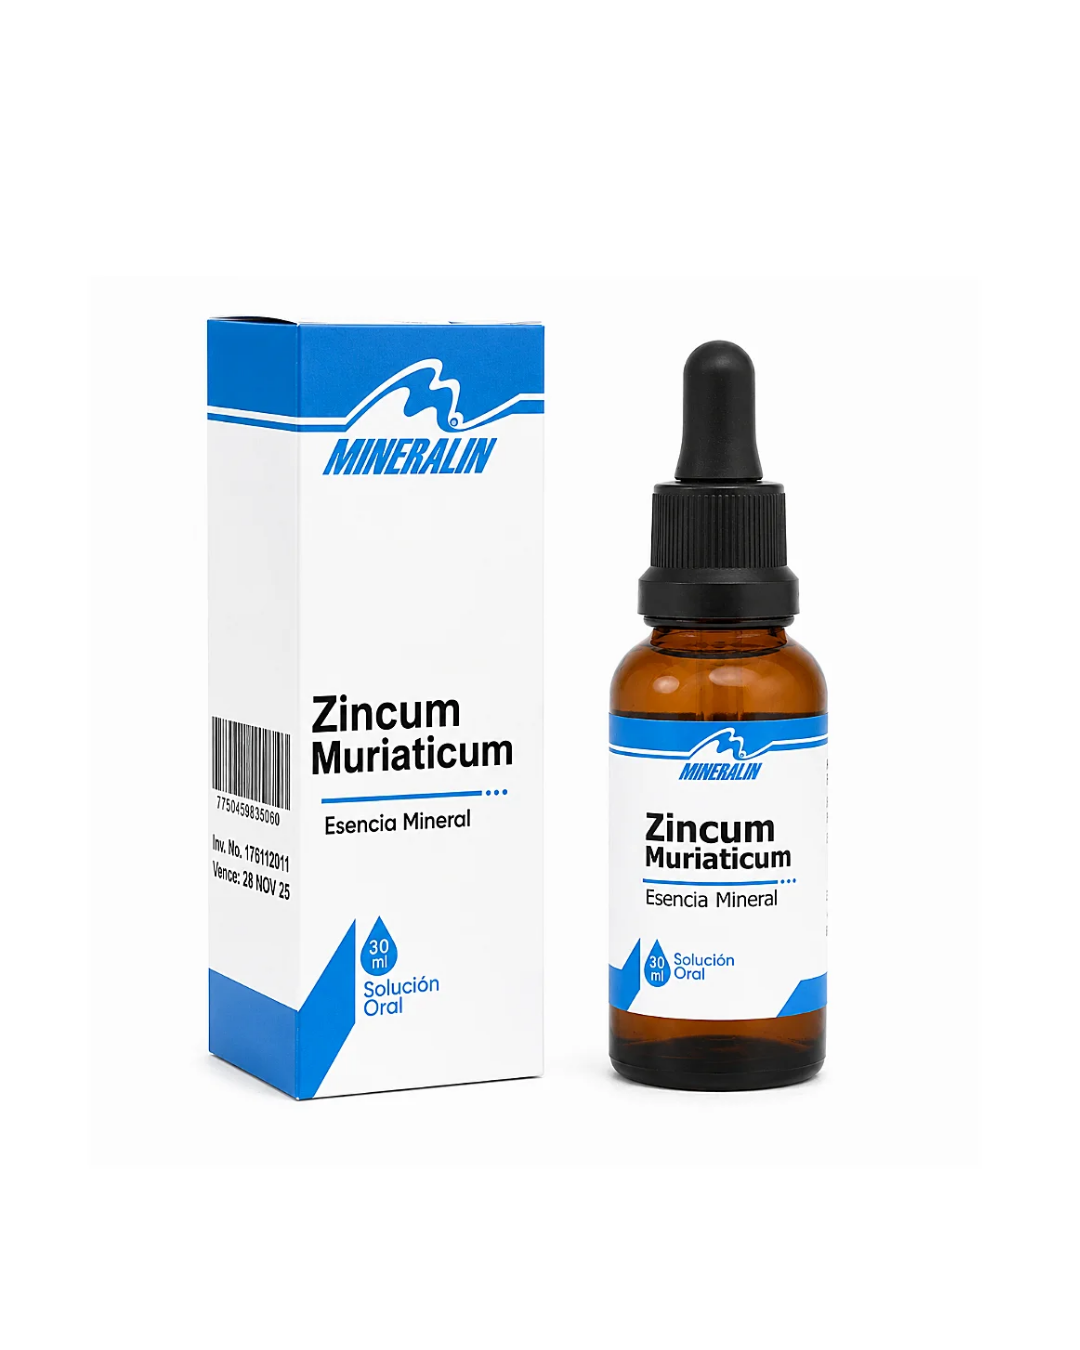 MINERALIN
Zincum
Muriaticum
Esencia Mineral
7750459835060
Inv. No. 176112011
Vence: 28 NOV 25
30
ml
Solución
Oral
MINERALIN
Zincum
Muriaticum
Esencia Mineral
30
ml
Solución
Oral